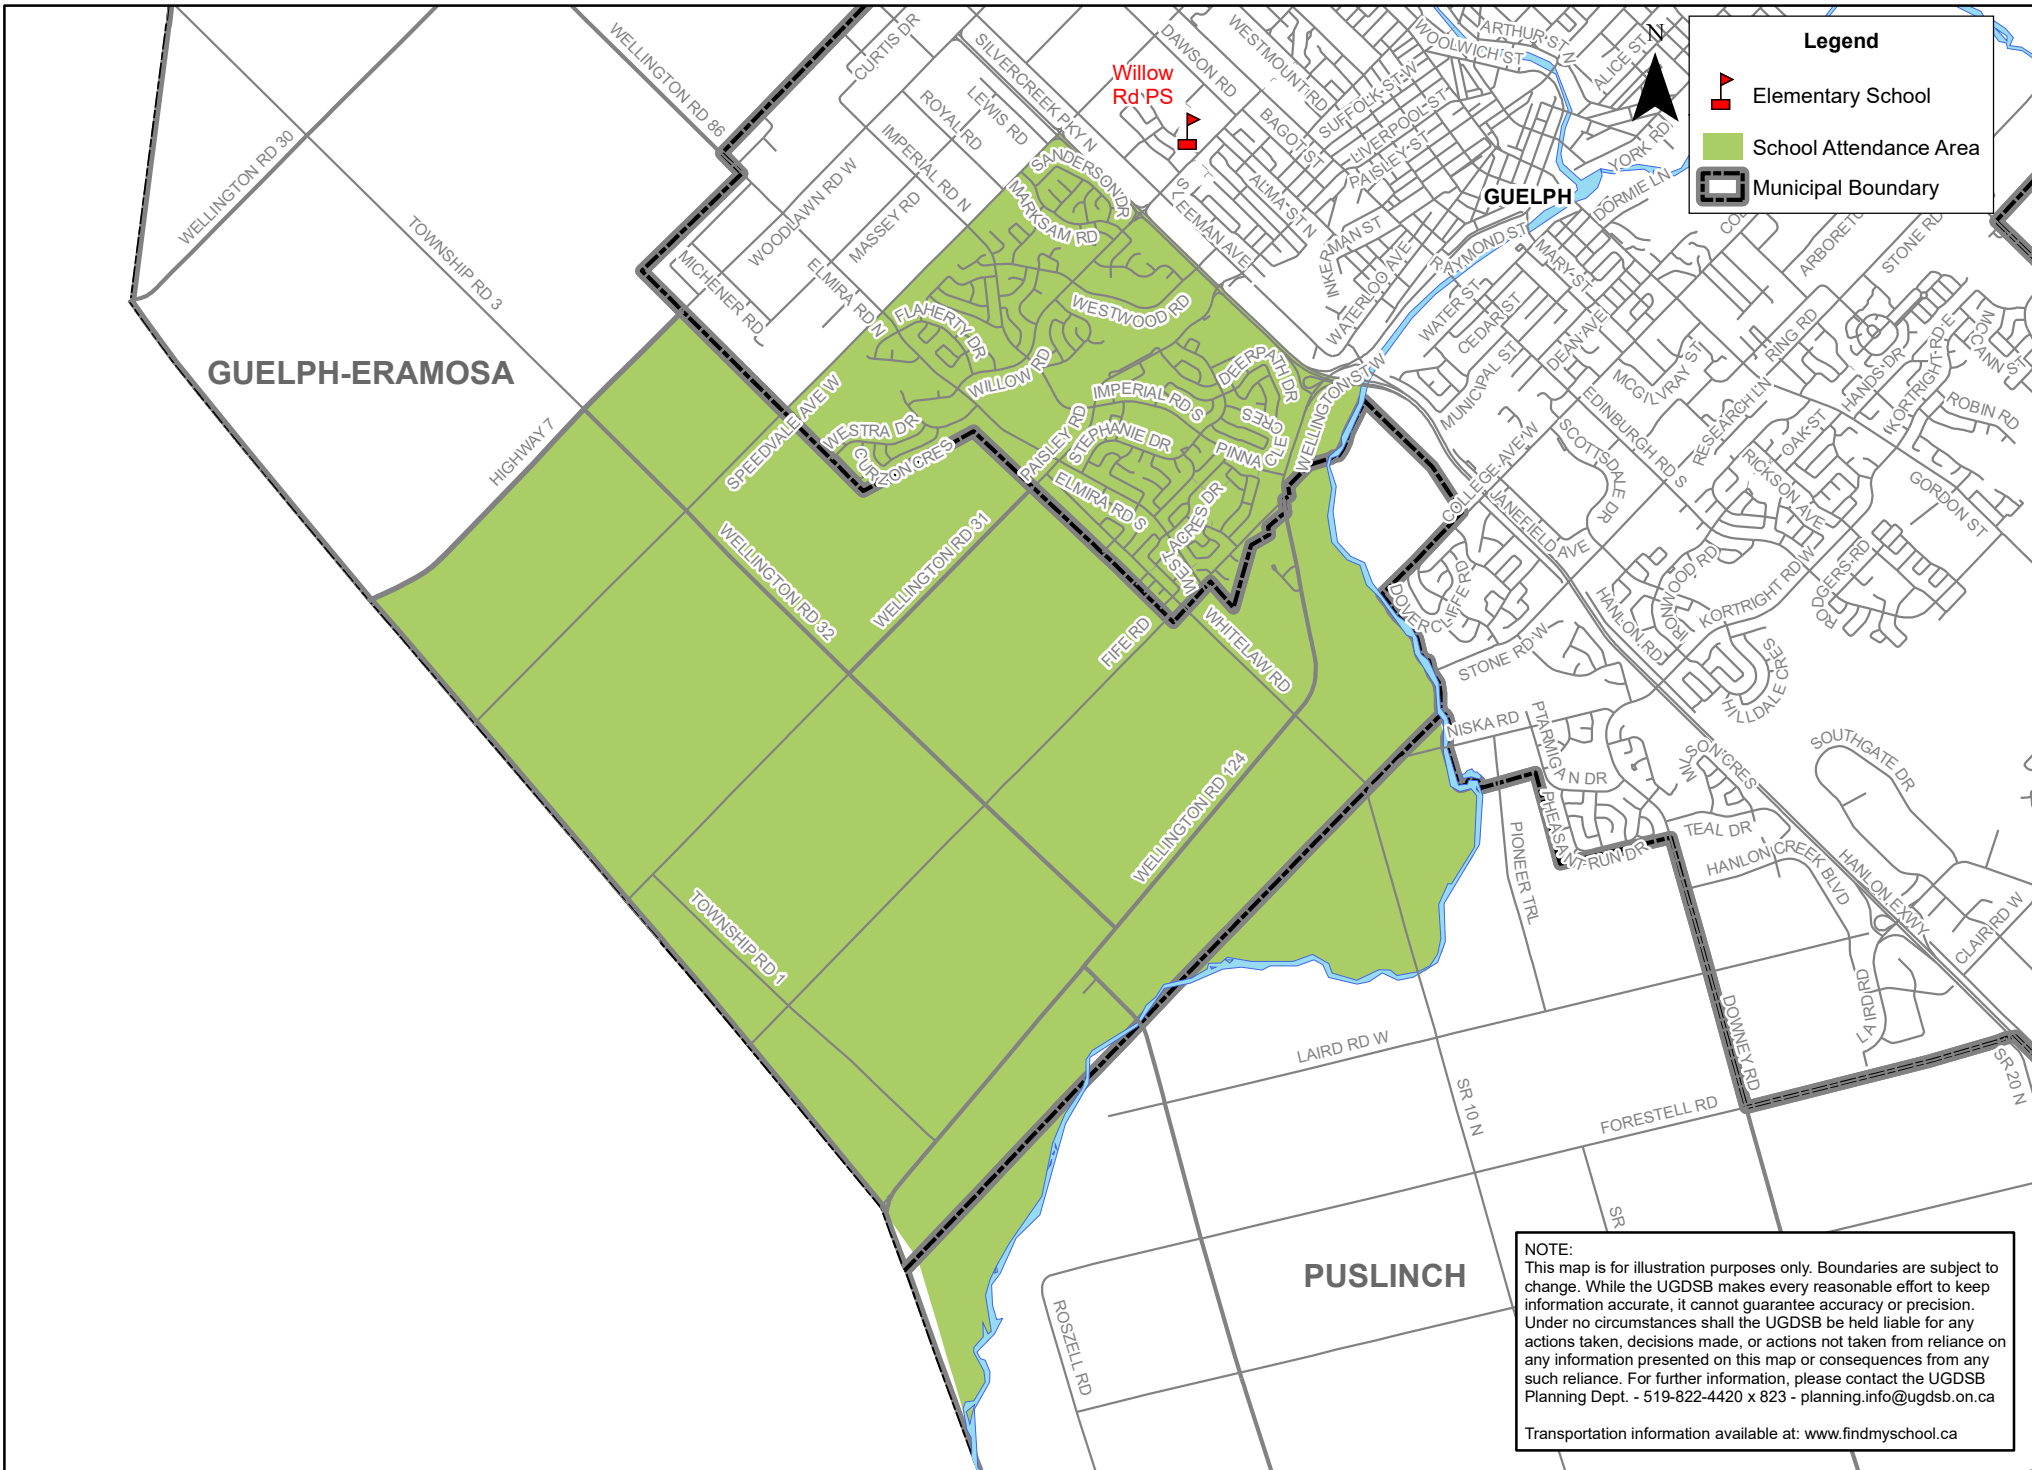 WELLINGTON RD 86
CURTIS DR
SILVERCREEK PKY N
DAWSON RD
WESTMOUNT RD
WOOLWICH ST
ARTHUR ST N
ALICE ST
N
Legend
Elementary School
School Attendance Area
Municipal Boundary
Willow
Rd PS
LEWIS RD
ROYAL RD
IMPERIAL RD N
SUFFOLK ST W
LIVERPOOL ST
PAISLEY ST
BAGOT ST
YORK RD
DORMIE LN
GUELPH
WELLINGTON RD 30
TOWNSHIP RD 3
WOODLAWN RD W
MASSEY RD
MICHENER RD
ELMIRA RD N
SANDERSON DR
MARKSAM RD
SLEEMAN AVE
ALMA ST N
INKERMAN ST
WATERLOO AVE
RAYMOND ST
MARY ST
ARBORETU
STONE RD
WESTWOOD RD
FLAHERTY DR
WILLOW RD
WATER ST
CEDAR ST
DEAN AVE
MUNICIPAL ST
MCGILVRAY ST
RING RD
RESEARCH LN
HANDS DR
KORTRIGHT RD E
MCCANN ST
ROBIN RD
GUELPH-ERAMOSA
HIGHWAY 7
SPEEDVALE AVE W
WESTRA DR
CURZON CRES
PAISLEY RD
IMPERIAL RD S
STEPHANIE DR
DEERPATH DR
PINNACLE CRES
WELLINGTON ST W
ELMIRA RD S
WEST ACRES DR
COLLEGE AVE W
SCOTTSDALE DR
EDINBURGH RD S
OAK ST
RICKSON AVE
GORDON ST
JANEFIELD AVE
WELLINGTON RD 32
WELLINGTON RD 31
FIFE RD
WHITELAW RD
DOVERCLIFFE RD
STONE RD W
HANLON RD
IRONWOOD RD
KORTRIGHT RD W
RODGERS RD
HILLDALE CRES
NISKA RD
PTARMIGAN DR
MILSON CRES
SOUTHGATE DR
WELLINGTON RD 124
PIONEER TRL
PHEASANT RUN DR
TEAL DR
HANLON CREEK BLVD
HANLON EXWY
CLAIR RD W
TOWNSHIP RD 1
LAIRD RD
DOWNEY RD
LAIRD RD W
SR 10 N
FORESTELL RD
SR 20 N
SR
PUSLINCH
ROSZELL RD
NOTE:
This map is for illustration purposes only. Boundaries are subject to
change. While the UGDSB makes every reasonable effort to keep
information accurate, it cannot guarantee accuracy or precision.
Under no circumstances shall the UGDSB be held liable for any
actions taken, decisions made, or actions not taken from reliance on
any information presented on this map or consequences from any
such reliance. For further information, please contact the UGDSB
Planning Dept. - 519-822-4420 x 823 - planning.info@ugdsb.on.ca
Transportation information available at: www.findmyschool.ca